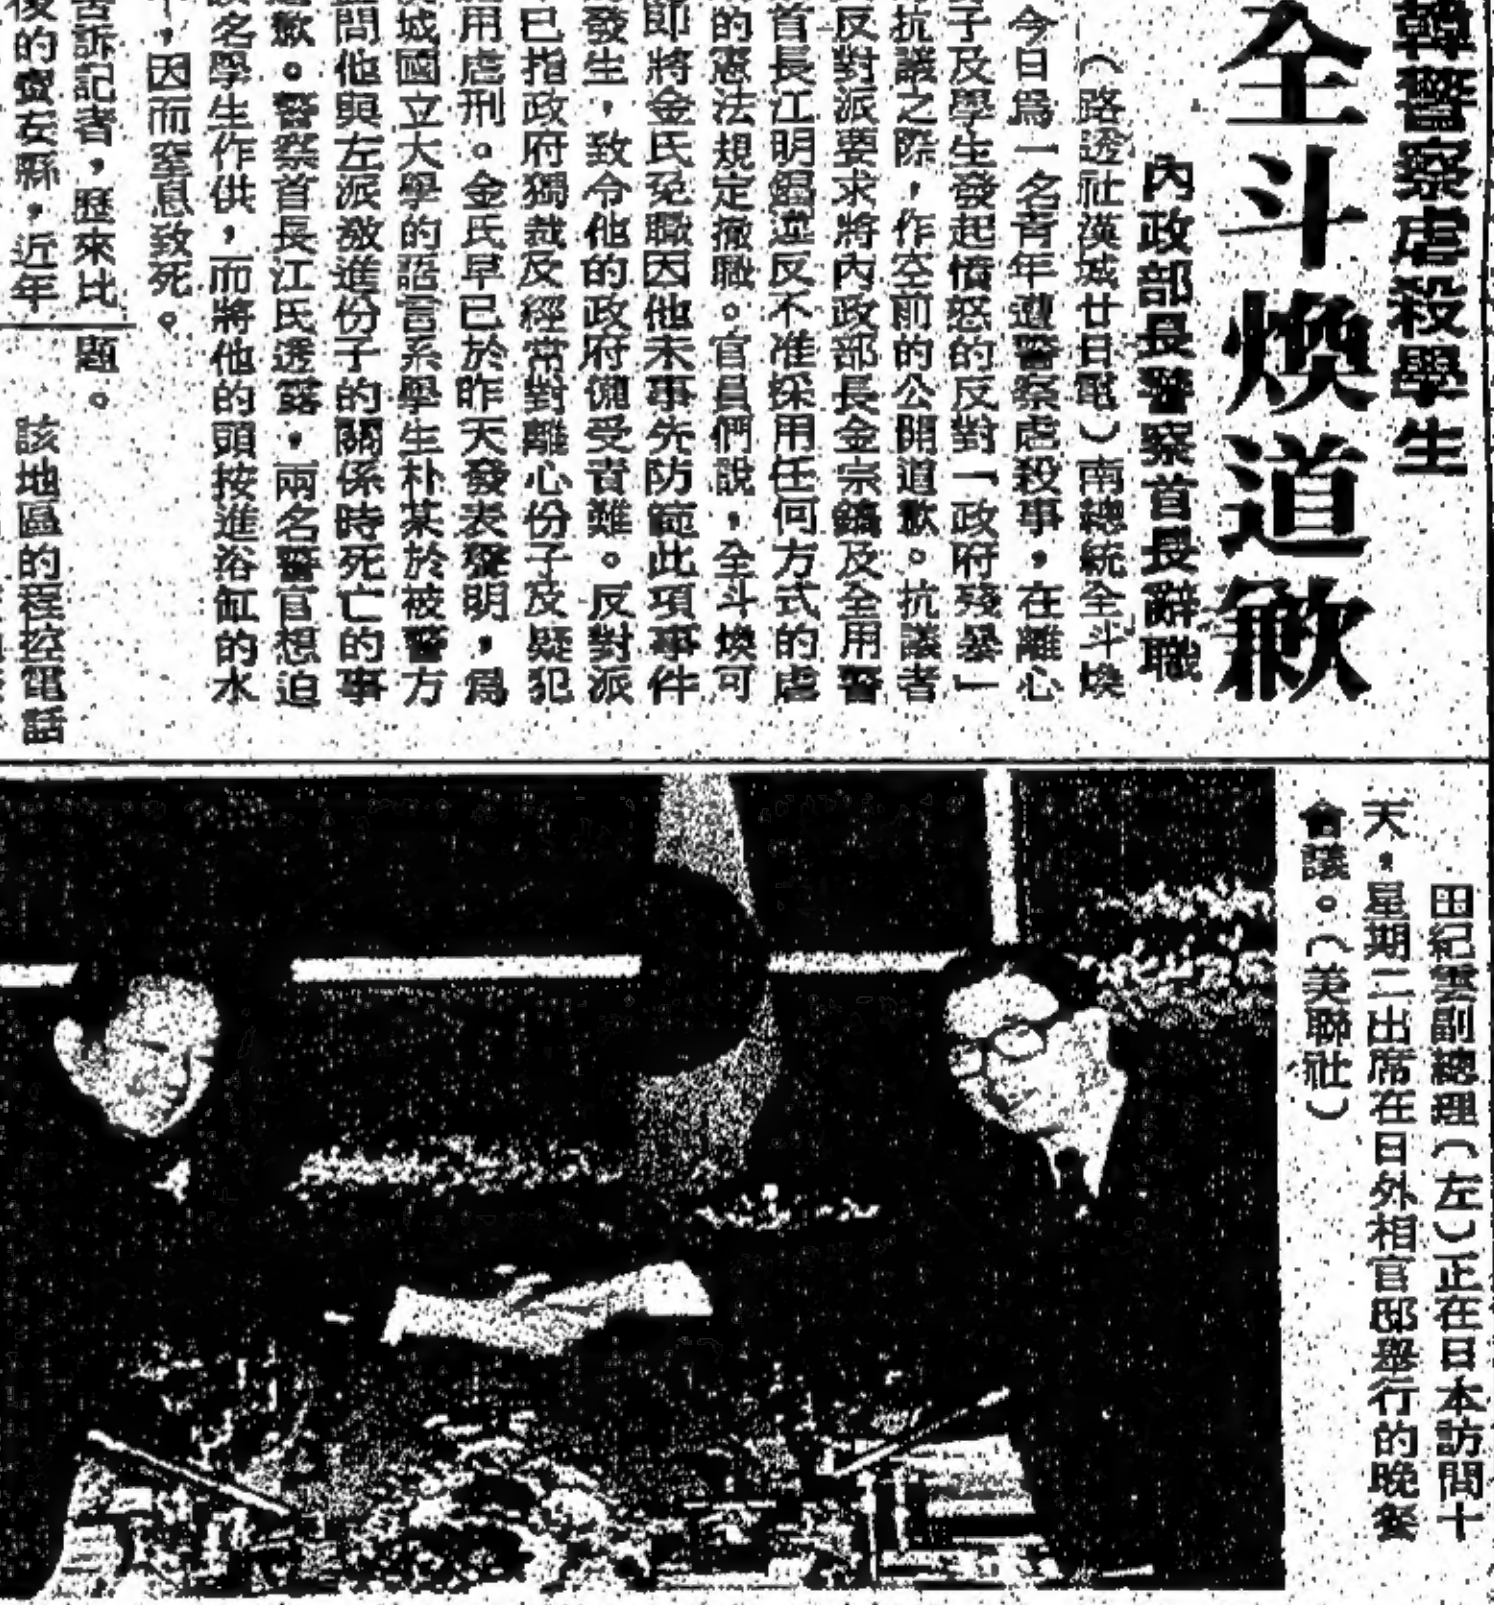 韓警察虐殺學生
全斗煥道歉
內政部長警察首長辭職
(路透社漢城廿日電)南總統全斗煥
今日為一名青年遭警察虐殺事,在離心
子及學生發起憤怒的反對「政府殘暴」
抗議之際,作空前的公開道歉。抗議者
反對派要求將內政部長金宗鎬及全用警
首長江明錫違反不准採用任何方式的虐
的憲法規定撤職。官員們說,全斗煥可
即將金氏免職因他未事先防範此項事件
發生,致令他的政府備受責難。反對派
已指政府獨裁及經常對離心份子及疑犯
用虐刑。金氏早已於昨天發表聲明,為
城國立大學的語言系學生朴某於被警方
問他與左派激進份子的關係時死亡的事
歉。警察首長江氏透露,兩名警官想迫
該名學生作供,而將他的頭按進浴缸的水
中,因而窒息致死。
告訴記者,歷來比
題。
後的寶安縣,近年
該地區的程控電話
田紀雲副總理(左)正在日本訪問十
天,星期二出席在日外相官邸舉行的晚餐
會議。(美聯社)